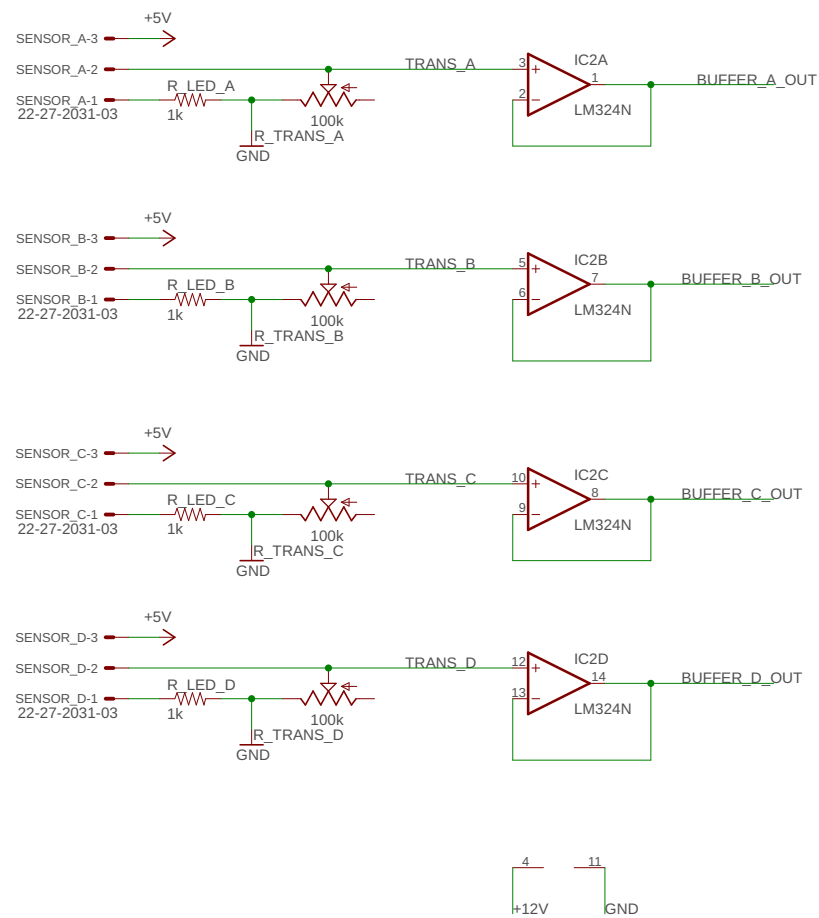 +5V
SENSOR_A-3
SENSOR_A-2
TRANS_A
3
IC2A
1
BUFFER_A_OUT
R_LED_A
SENSOR_A-1
2
LM324N
22-27-2031-03
1k
100k
R_TRANS_A
GND
+5V
SENSOR_B-3
SENSOR_B-2
TRANS_B
5
IC2B
7
BUFFER_B_OUT
R_LED_B
SENSOR_B-1
6
LM324N
22-27-2031-03
1k
100k
R_TRANS_B
GND
+5V
SENSOR_C-3
SENSOR_C-2
TRANS_C
10
IC2C
8
BUFFER_C_OUT
R_LED_C
SENSOR_C-1
9
LM324N
22-27-2031-03
1k
100k
R_TRANS_C
GND
+5V
SENSOR_D-3
SENSOR_D-2
TRANS_D
12
IC2D
14
BUFFER_D_OUT
R_LED_D
SENSOR_D-1
13
LM324N
22-27-2031-03
1k
100k
R_TRANS_D
GND
4
11
+12V
GND